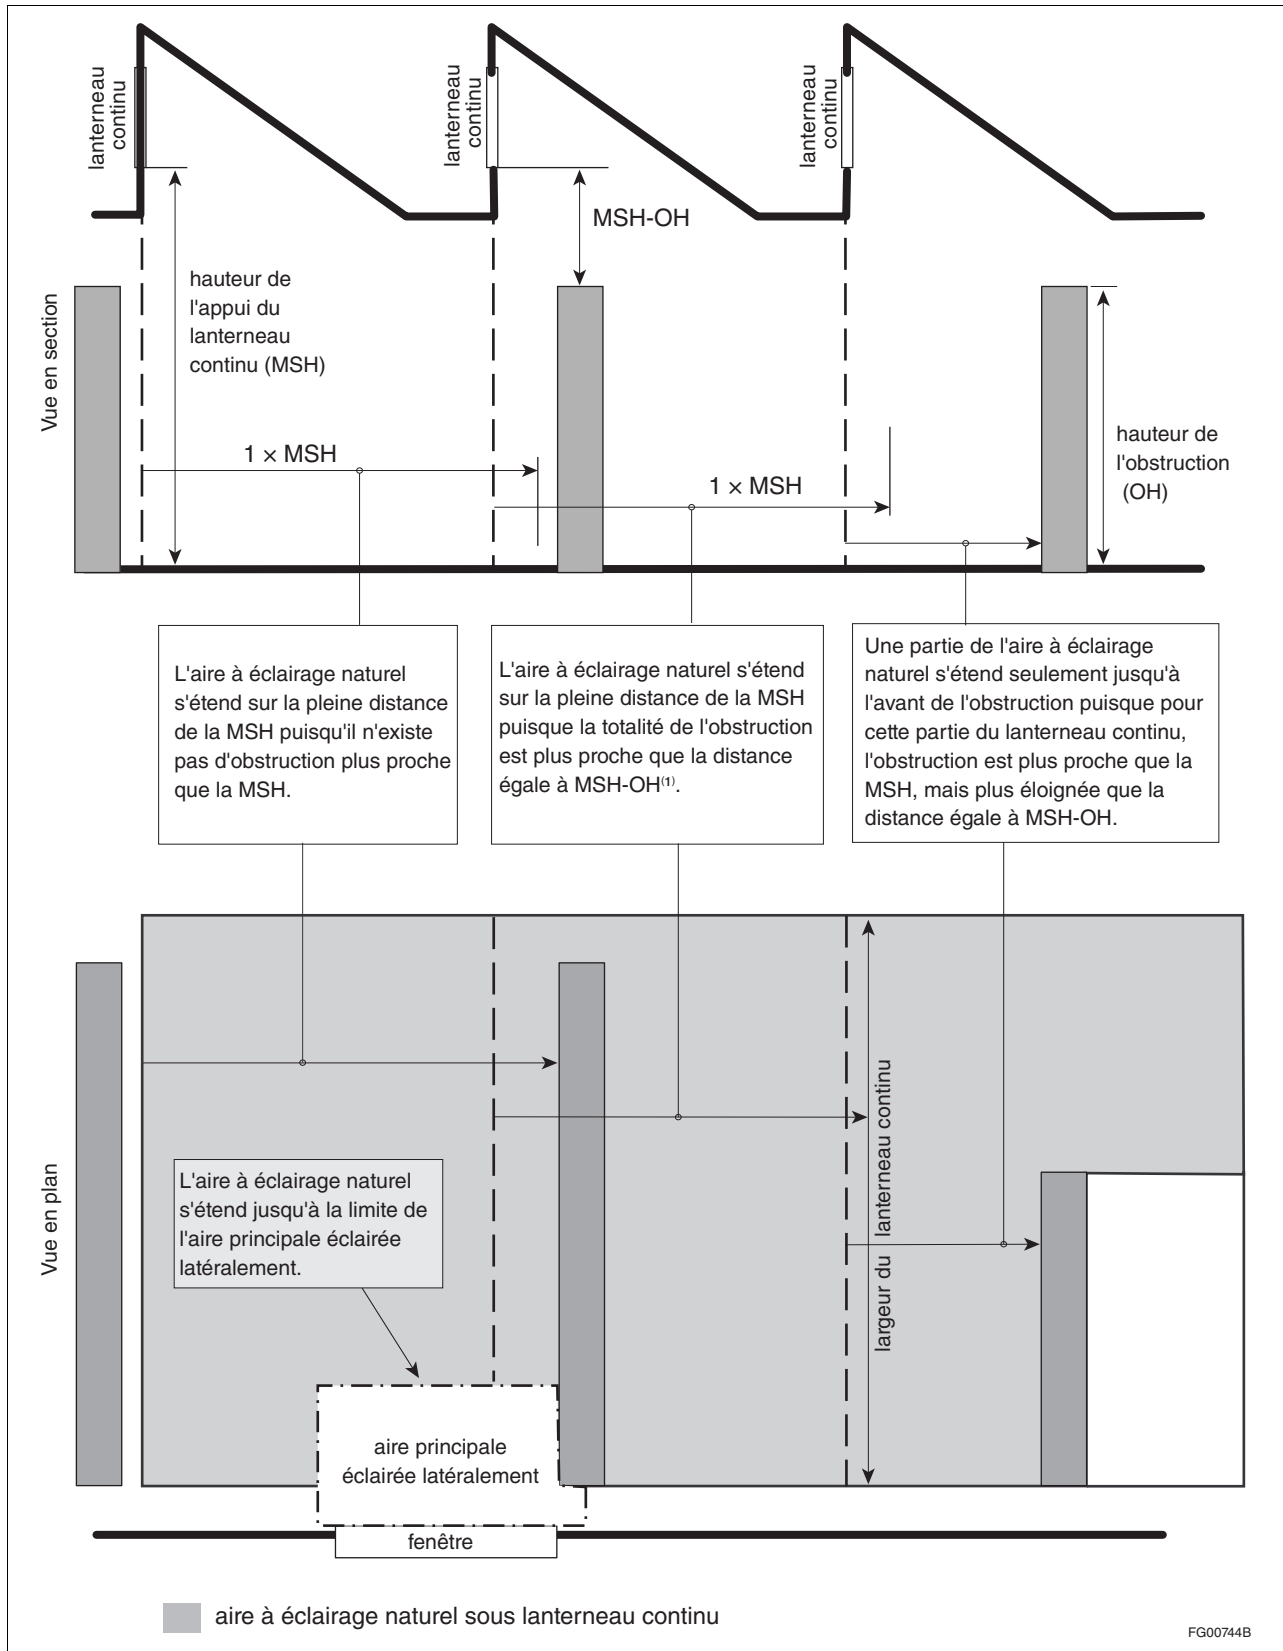 lanterneau
continu
lanterneau
continu
lanterneau
continu
MSH-OH
Vue en section
hauteur de
l'appui du
lanterneau
continu (MSH)
1 × MSH
1 × MSH
hauteur de
l'obstruction
(OH)
L'aire à éclairage naturel
s'étend sur la pleine distance
de la MSH puisqu'il n'existe
pas d'obstruction plus proche
que la MSH.
L'aire à éclairage naturel s'étend
sur la pleine distance de la MSH
puisque la totalité de l'obstruction
est plus proche que la distance
égale à MSH-OH(1).
Une partie de l'aire à éclairage
naturel s'étend seulement jusqu'à
l'avant de l'obstruction puisque pour
cette partie du lanterneau continu,
l'obstruction est plus proche que la
MSH, mais plus éloignée que la
distance égale à MSH-OH.
Vue en plan
L'aire à éclairage naturel
s'étend jusqu'à la limite de
l'aire principale éclairée
latéralement.
largeur du lanterneau continu
aire principale
éclairée latéralement
fenêtre
aire à éclairage naturel sous lanterneau continu
FG00744B